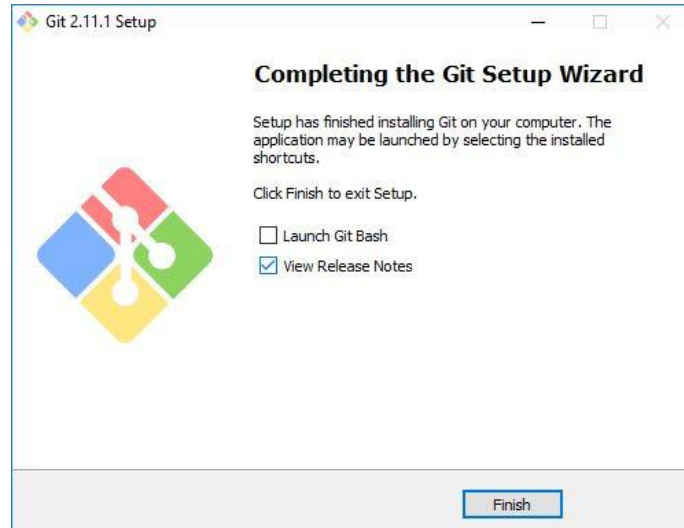 Git 2.11.1 Setup
Completing the Git Setup Wizard
Setup has finished installing Git on your computer. The
application may be launched by selecting the installed
shortcuts.
Click Finish to exit Setup.
Launch Git Bash
View Release Notes
Finish